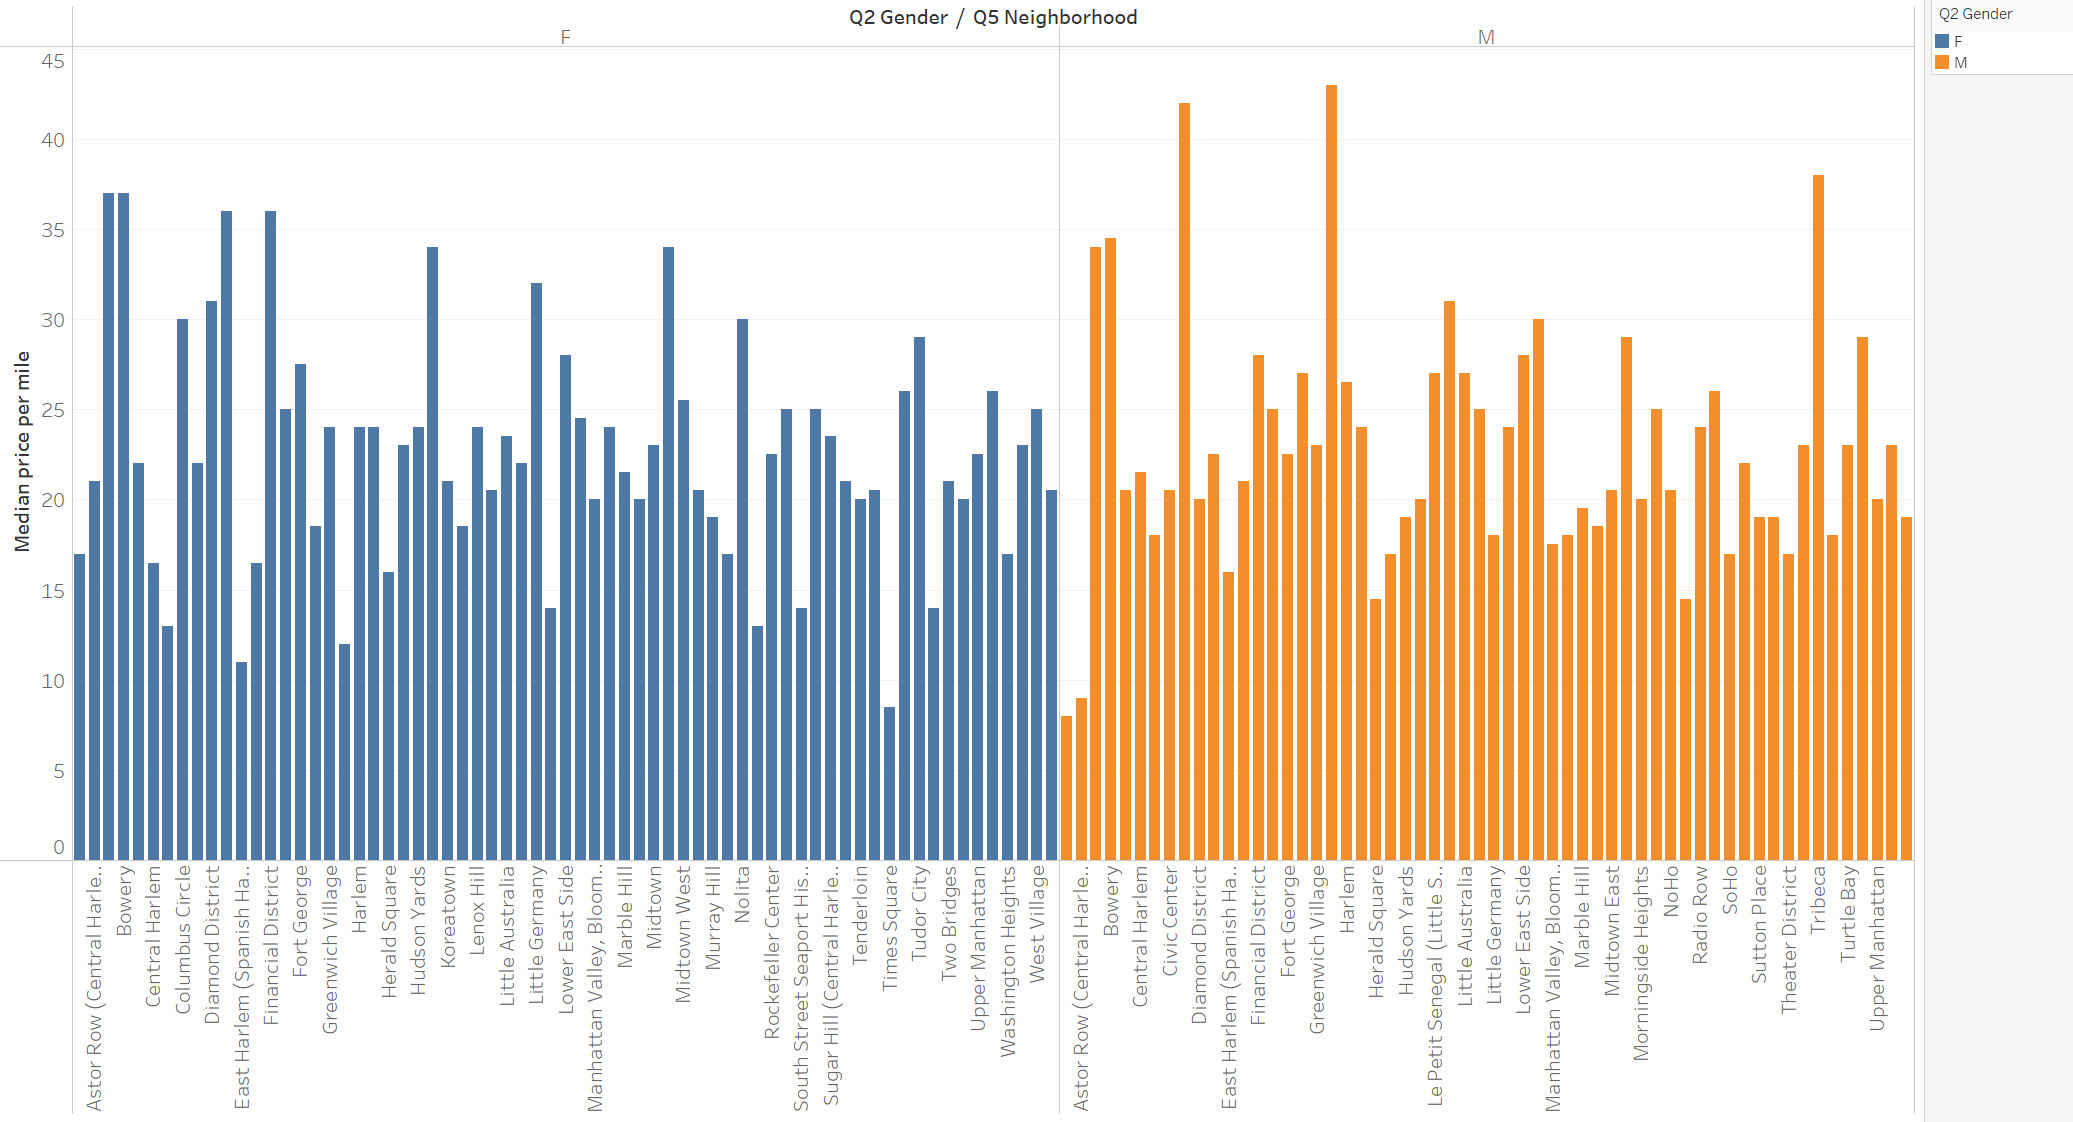 Q2 Gender / Q5 Neighborhood
F
M
Q2 Gender
F
M
Median price per mile
45
40
35
30
25
20
15
10
5
0
Astor Row (Central Harle..
Bowery
Central Harlem
Columbus Circle
Diamond District
East Harlem (Spanish Ha..
Financial District
Fort George
Greenwich Village
Harlem
Herald Square
Hudson Yards
Koreatown
Lenox Hill
Little Australia
Little Germany
Lower East Side
Manhattan Valley, Bloom..
Marble Hill
Midtown
Midtown West
Murray Hill
Nolita
Rockefeller Center
South Street Seaport His..
Sugar Hill (Central Harle..
Tenderloin
Times Square
Tudor City
Two Bridges
Upper Manhattan
Washington Heights
West Village
Astor Row (Central Harle..
Bowery
Central Harlem
Civic Center
Diamond District
East Harlem (Spanish Ha..
Financial District
Fort George
Greenwich Village
Harlem
Herald Square
Hudson Yards
Le Petit Senegal (Little S..
Little Australia
Little Germany
Lower East Side
Manhattan Valley, Bloom..
Marble Hill
Midtown East
Morningside Heights
NoHo
Radio Row
SoHo
Sutton Place
Theater District
Tribeca
Turtle Bay
Upper Manhattan